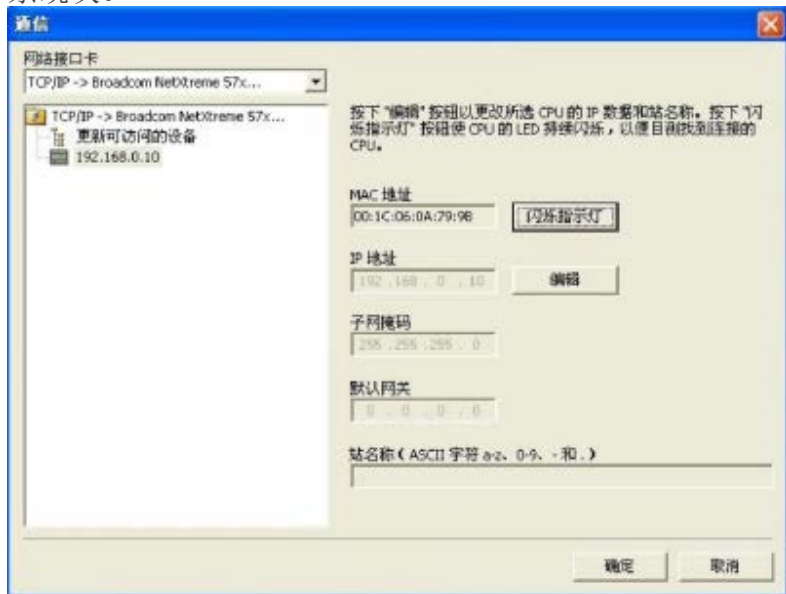 通信
网络接口卡
TCP/IP -> Broadcom NetXtreme 57x...
TCP/IP -> Broadcom NetXtreme 57x...
更新可访问的设备
192.168.0.10
按下 "编辑" 按钮以更改所选 CPU 的 IP 数据和站名称。按下 "闪
烁指示灯" 按钮使 CPU 的 LED 持续闪烁，以便目测找到连接的
CPU。
MAC 地址
00:1C:06:0A:79:98
闪烁指示灯
IP 地址
192 . 168 . 0 . 10
编辑
子网掩码
255 . 255 . 255 . 0
默认网关
0 . 0 . 0 . 0
站名称 ( ASCII 字符 a-z、0-9、- 和 . )
确定
取消